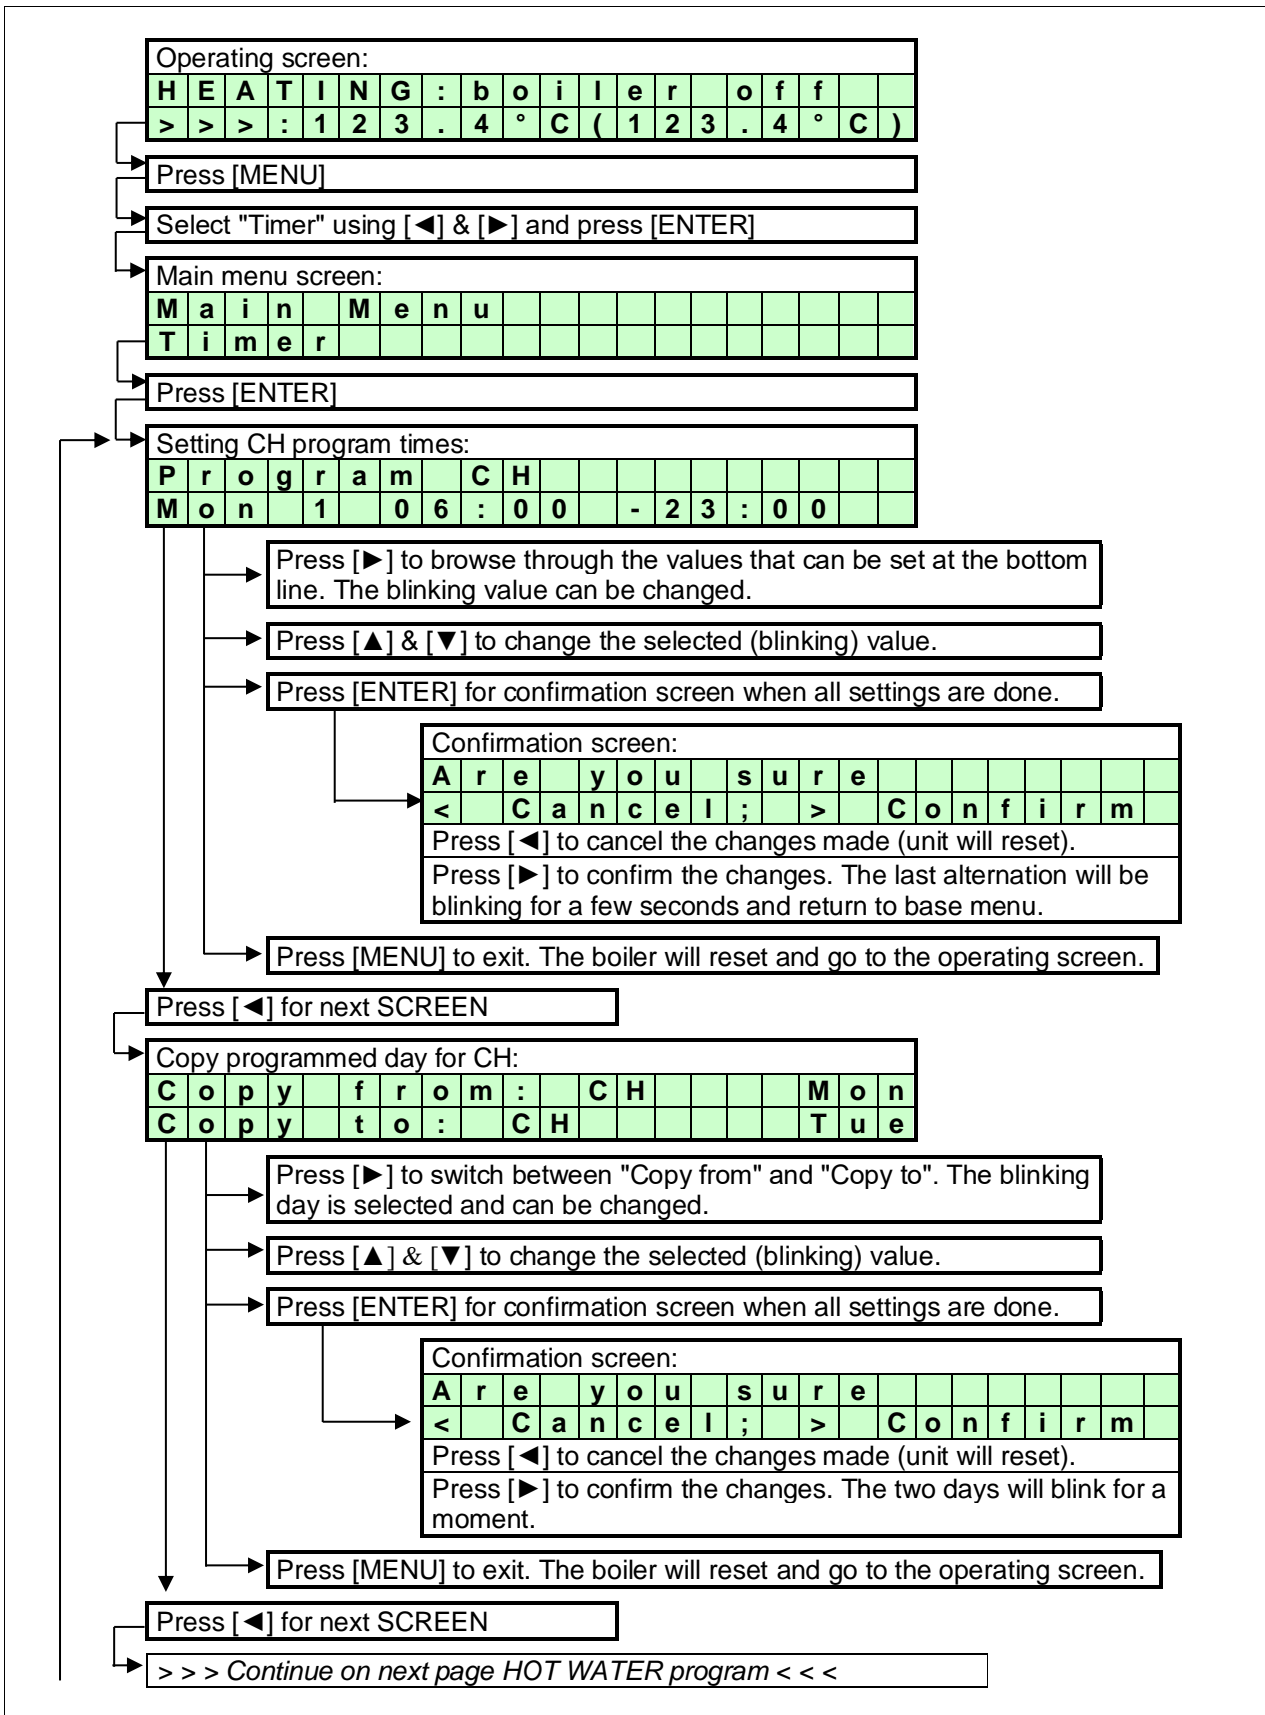 Operating screen:
HEATING:boiler off
>>>:123.4°C(123.4°C)
Press [MENU]
Select "Timer" using [◄] & [►] and press [ENTER]
Main menu screen:
Main Menu
Timer
Press [ENTER]
Setting CH program times:
Program CH
Mon 1 06:00 -23:00
Press [►] to browse through the values that can be set at the bottom
line. The blinking value can be changed.
Press [▲] & [▼] to change the selected (blinking) value.
Press [ENTER] for confirmation screen when all settings are done.
Confirmation screen:
Are you sure
< Cancel; > Confirm
Press [◄] to cancel the changes made (unit will reset).
Press [►] to confirm the changes. The last alternation will be
blinking for a few seconds and return to base menu.
Press [MENU] to exit. The boiler will reset and go to the operating screen.
Press [◄] for next SCREEN
Copy programmed day for CH:
Copy from: CH Mon
Copy to: CH Tue
Press [►] to switch between "Copy from" and "Copy to". The blinking
day is selected and can be changed.
Press [▲] & [▼] to change the selected (blinking) value.
Press [ENTER] for confirmation screen when all settings are done.
Confirmation screen:
Are you sure
< Cancel; > Confirm
Press [◄] to cancel the changes made (unit will reset).
Press [►] to confirm the changes. The two days will blink for a
moment.
Press [MENU] to exit. The boiler will reset and go to the operating screen.
Press [◄] for next SCREEN
> > > Continue on next page HOT WATER program < < <